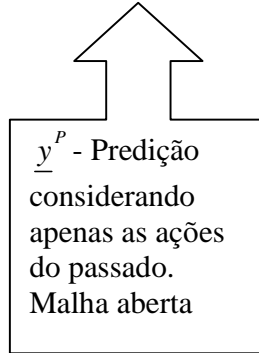 y^P - Predição
considerando
apenas as ações
do passado.
Malha aberta